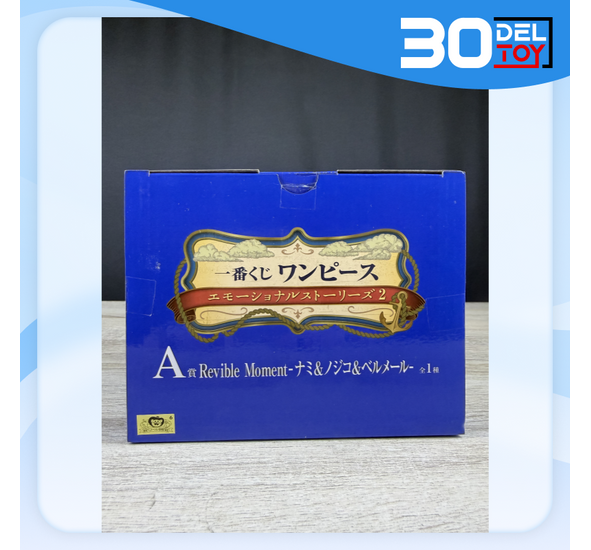 30 DEL
TOY
一番くじ ワンピース
エモーショナルストーリーズ2
A賞 Revible Moment-ナミ&ノジコ&ベルメール- 全1種